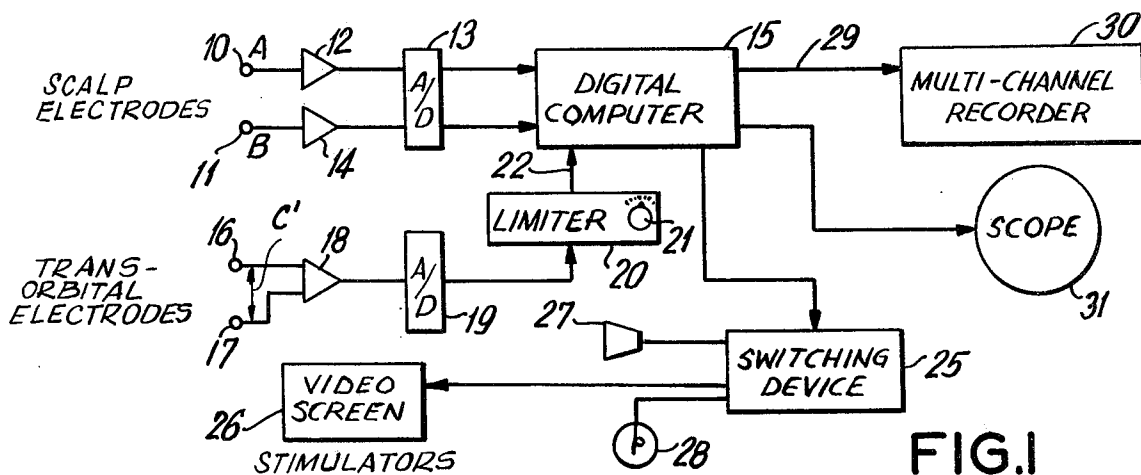 10
A
12
13
15
29
30
SCALP
ELECTRODES
A/D
DIGITAL
COMPUTER
MULTI-CHANNEL
RECORDER
11
B
14
22
C'
LIMITER
21
20
SCOPE
31
16
18
TRANS-
ORBITAL
ELECTRODES
A/D
19
17
27
SWITCHING
DEVICE
25
VIDEO
SCREEN
26
P
28
STIMULATORS
FIG.1